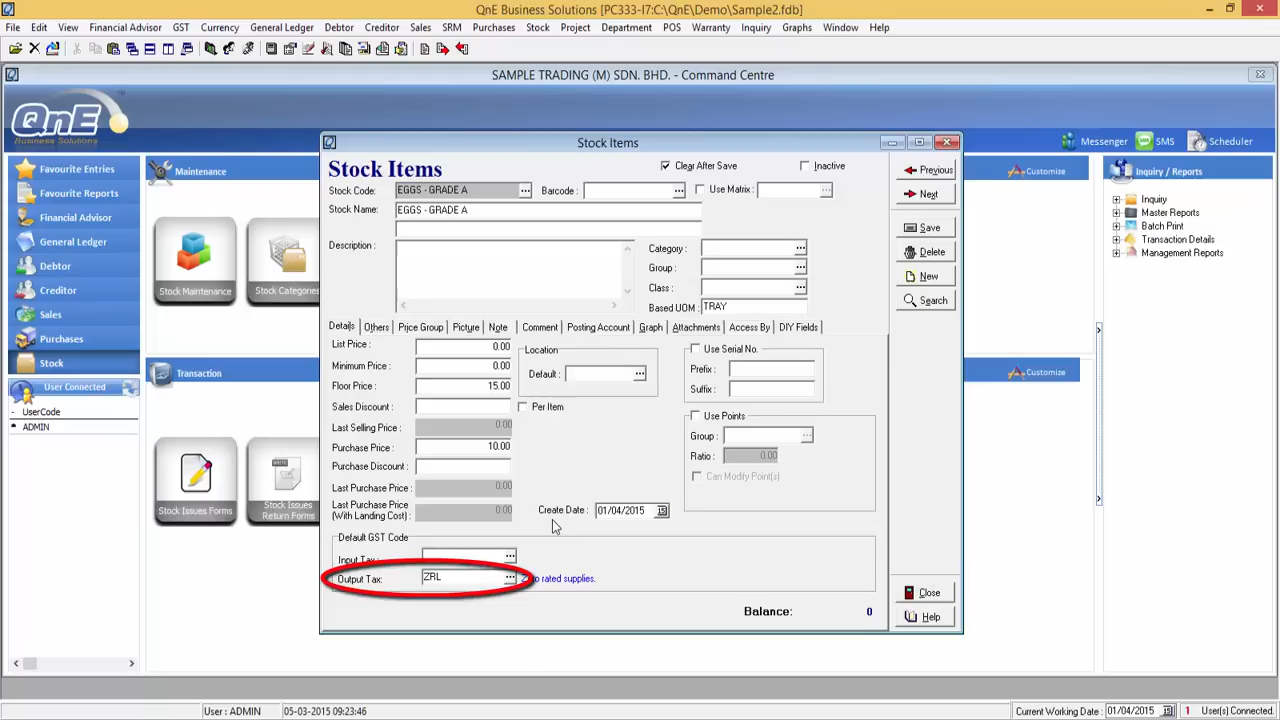 QnE Business Solutions [PC333-I7:C:\QnE\Demo\Sample2.fdb]
File Edit View Financial Advisor GST Currency General Ledger Debtor Creditor Sales SRM Purchases Stock Project Department POS Warranty Inquiry Graphs Window Help
SAMPLE TRADING (M) SDN. BHD. - Command Centre
QnE
Business Solutions
Messenger SMS Scheduler
Favourite Entries
Favourite Reports
Financial Advisor
General Ledger
Debtor
Creditor
Sales
Purchases
Stock
User Connected
UserCode
ADMIN
Maintenance
Customize
Stock Maintenance
Stock Categories
Transaction
Customize
Stock Issues Forms
Stock Issues
Return Forms
Inquiry / Reports
Inquiry
Master Reports
Batch Print
Transaction Details
Management Reports
Stock Items
Stock Items
Clear After Save Inactive
Stock Code: EGGS - GRADE A Barcode: Use Matrix:
Stock Name: EGGS - GRADE A
Description:
Category:
Group:
Class:
Based UOM: TRAY
Previous
Next
Save
Delete
New
Search
Details Others Price Group Picture Note Comment Posting Account Graph Attachments Access By DIY Fields
List Price: 0.00
Minimum Price: 0.00
Floor Price: 15.00
Sales Discount: Per Item
Last Selling Price: 0.00
Purchase Price: 10.00
Purchase Discount:
Last Purchase Price: 0.00
Last Purchase Price
(With Landing Cost): 0.00
Location
Default:
Use Serial No.
Prefix:
Suffix:
Use Points
Group:
Ratio: 0.00
Can Modify Point(s)
Create Date: 01/04/2015
Default GST Code
Input Tax:
Output Tax: ZRL rated supplies.
Balance: 0
Close
Help
User : ADMIN 05-03-2015 09:23:46 Current Working Date : 01/04/2015 1 User(s) Connected.